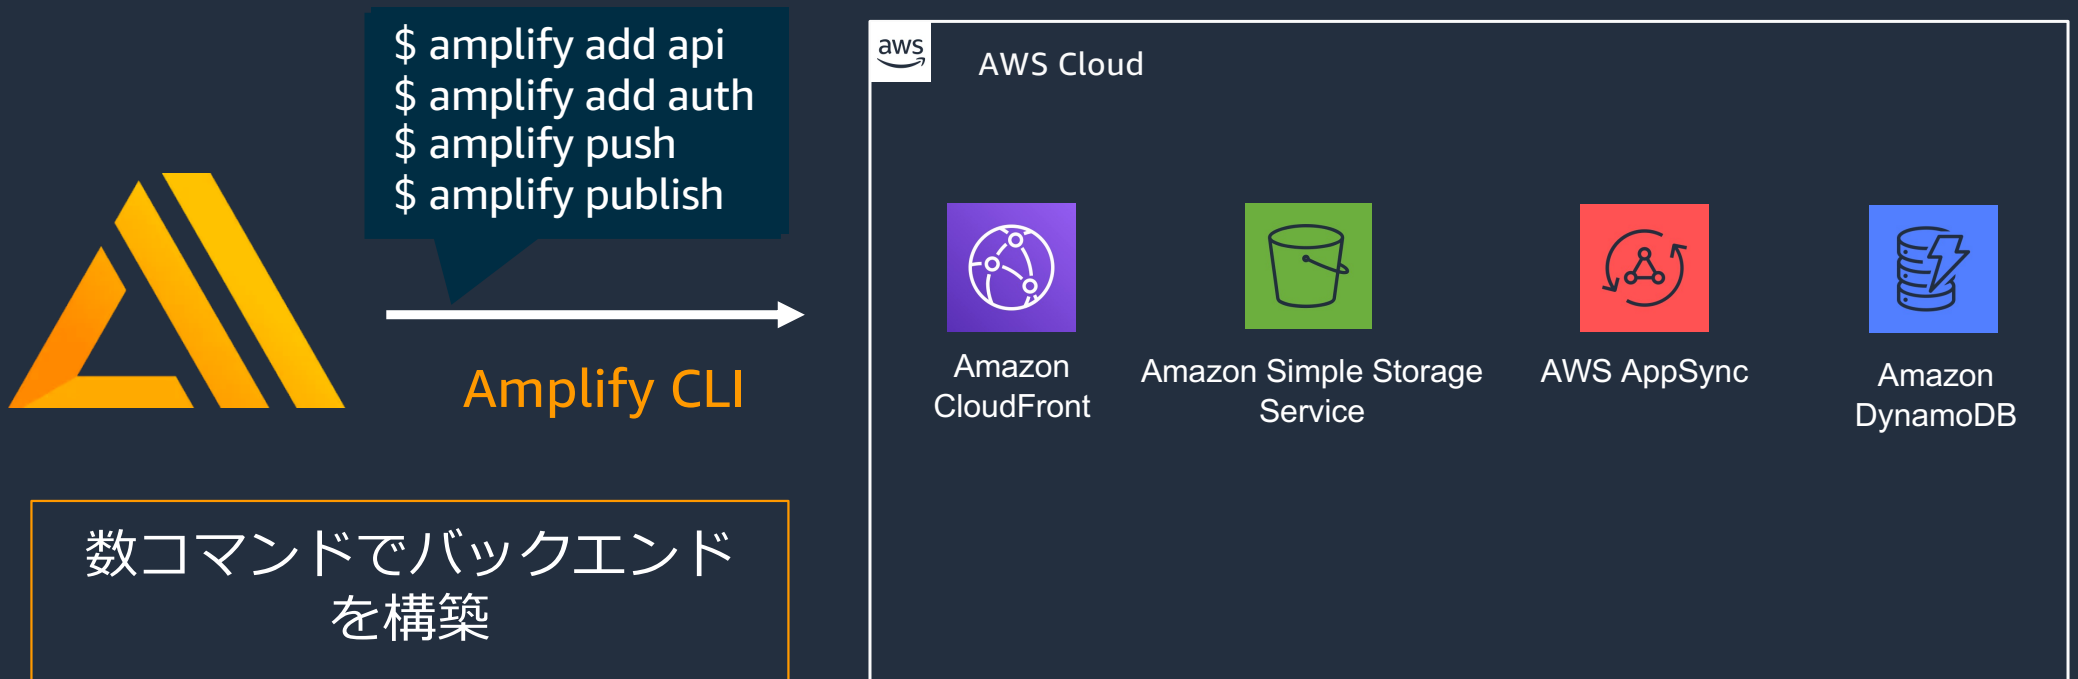 $ amplify add api
$ amplify add auth
$ amplify push
$ amplify publish
Amplify CLI
数コマンドでバックエンド
を構築
aws
AWS Cloud
Amazon
CloudFront
Amazon Simple Storage
Service
AWS AppSync
Amazon
DynamoDB